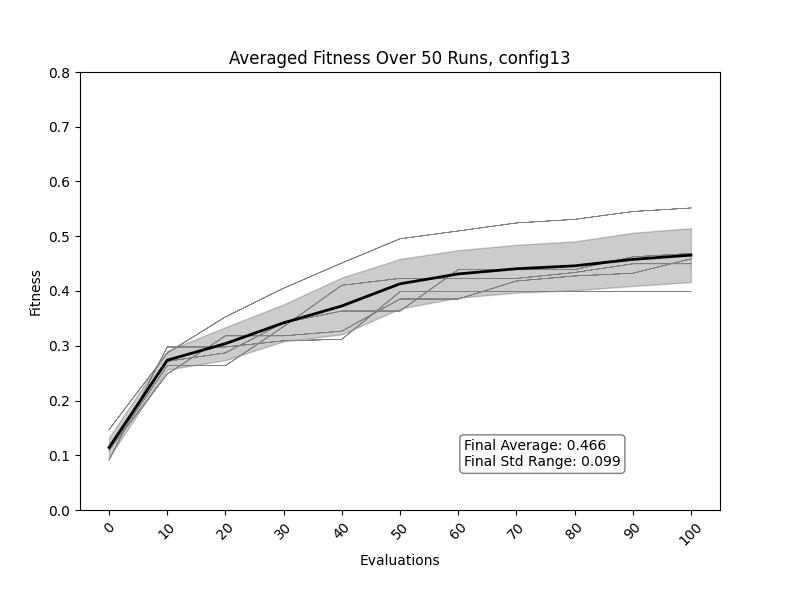 Averaged Fitness Over 50 Runs, config13
0.8
0.7
0.6
0.5
0.4
0.3
0.2
0.1
0.0
Fitness
Final Average: 0.466
Final Std Range: 0.099
0 10 20 30 40 50 60 70 80 90 100
Evaluations